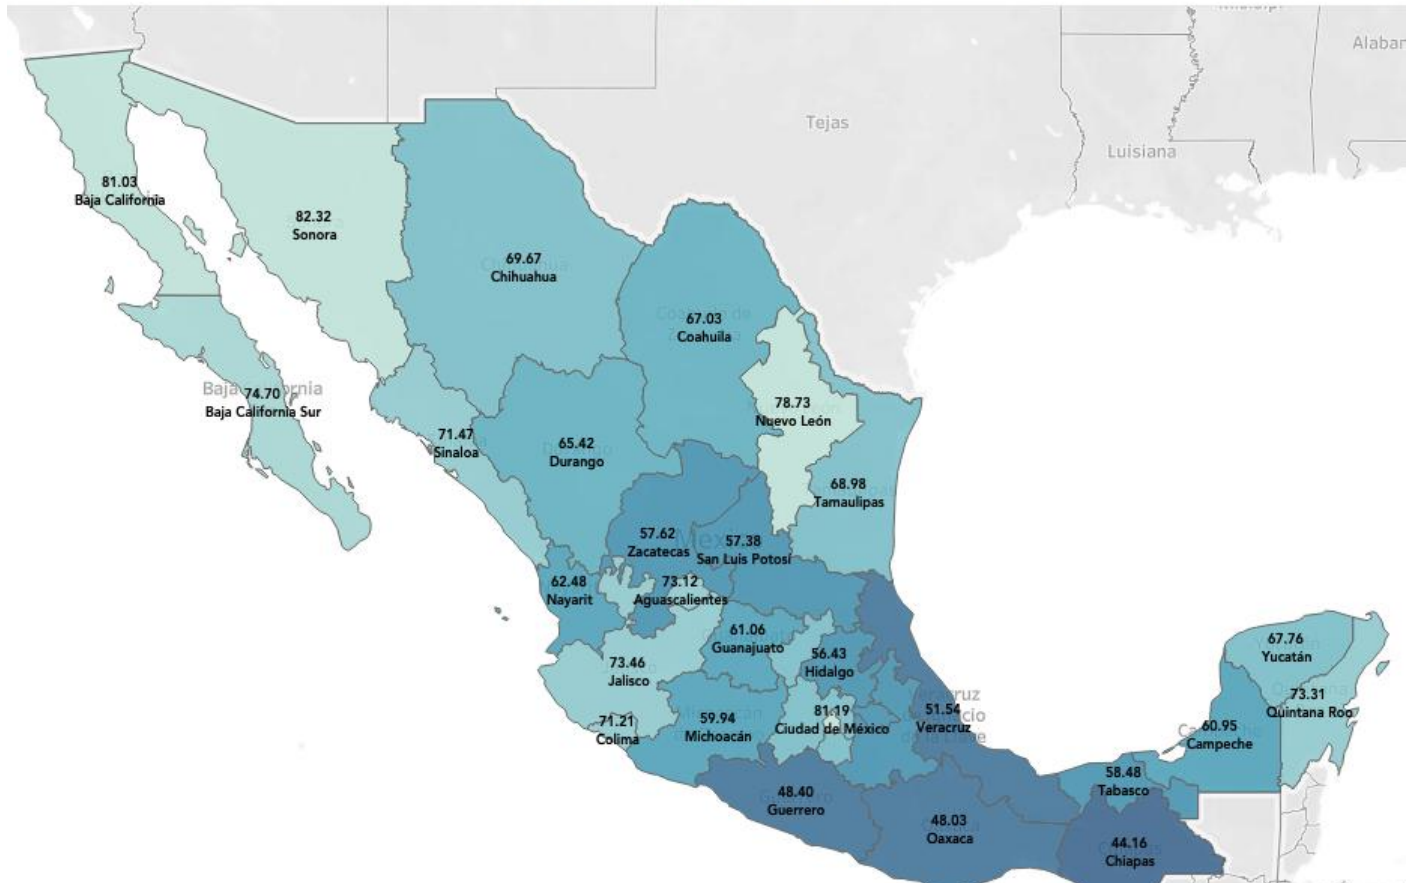 Alabar
Tejas
Luisiana
81.03
Baja California
82.32
Sonora
69.67
Chihuahua
67.03
Coahuila
Baja California
74.70
Baja California Sur
78.73
Nuevo León
71.47
Sinaloa
65.42
Durango
68.98
Tamaulipas
57.62
Zacatecas
57.38
San Luis Potosí
62.48
Nayarit
73.12
Aguascalientes
61.06
Guanajuato
56.43
Hidalgo
67.76
Yucatán
73.46
Jalisco
73.31
Quintana Roo
71.21
Colima
59.94
Michoacán
81.19
Ciudad de México
51.54
Veracruz
60.95
Campeche
58.48
Tabasco
48.40
Guerrero
48.03
Oaxaca
44.16
Chiapas